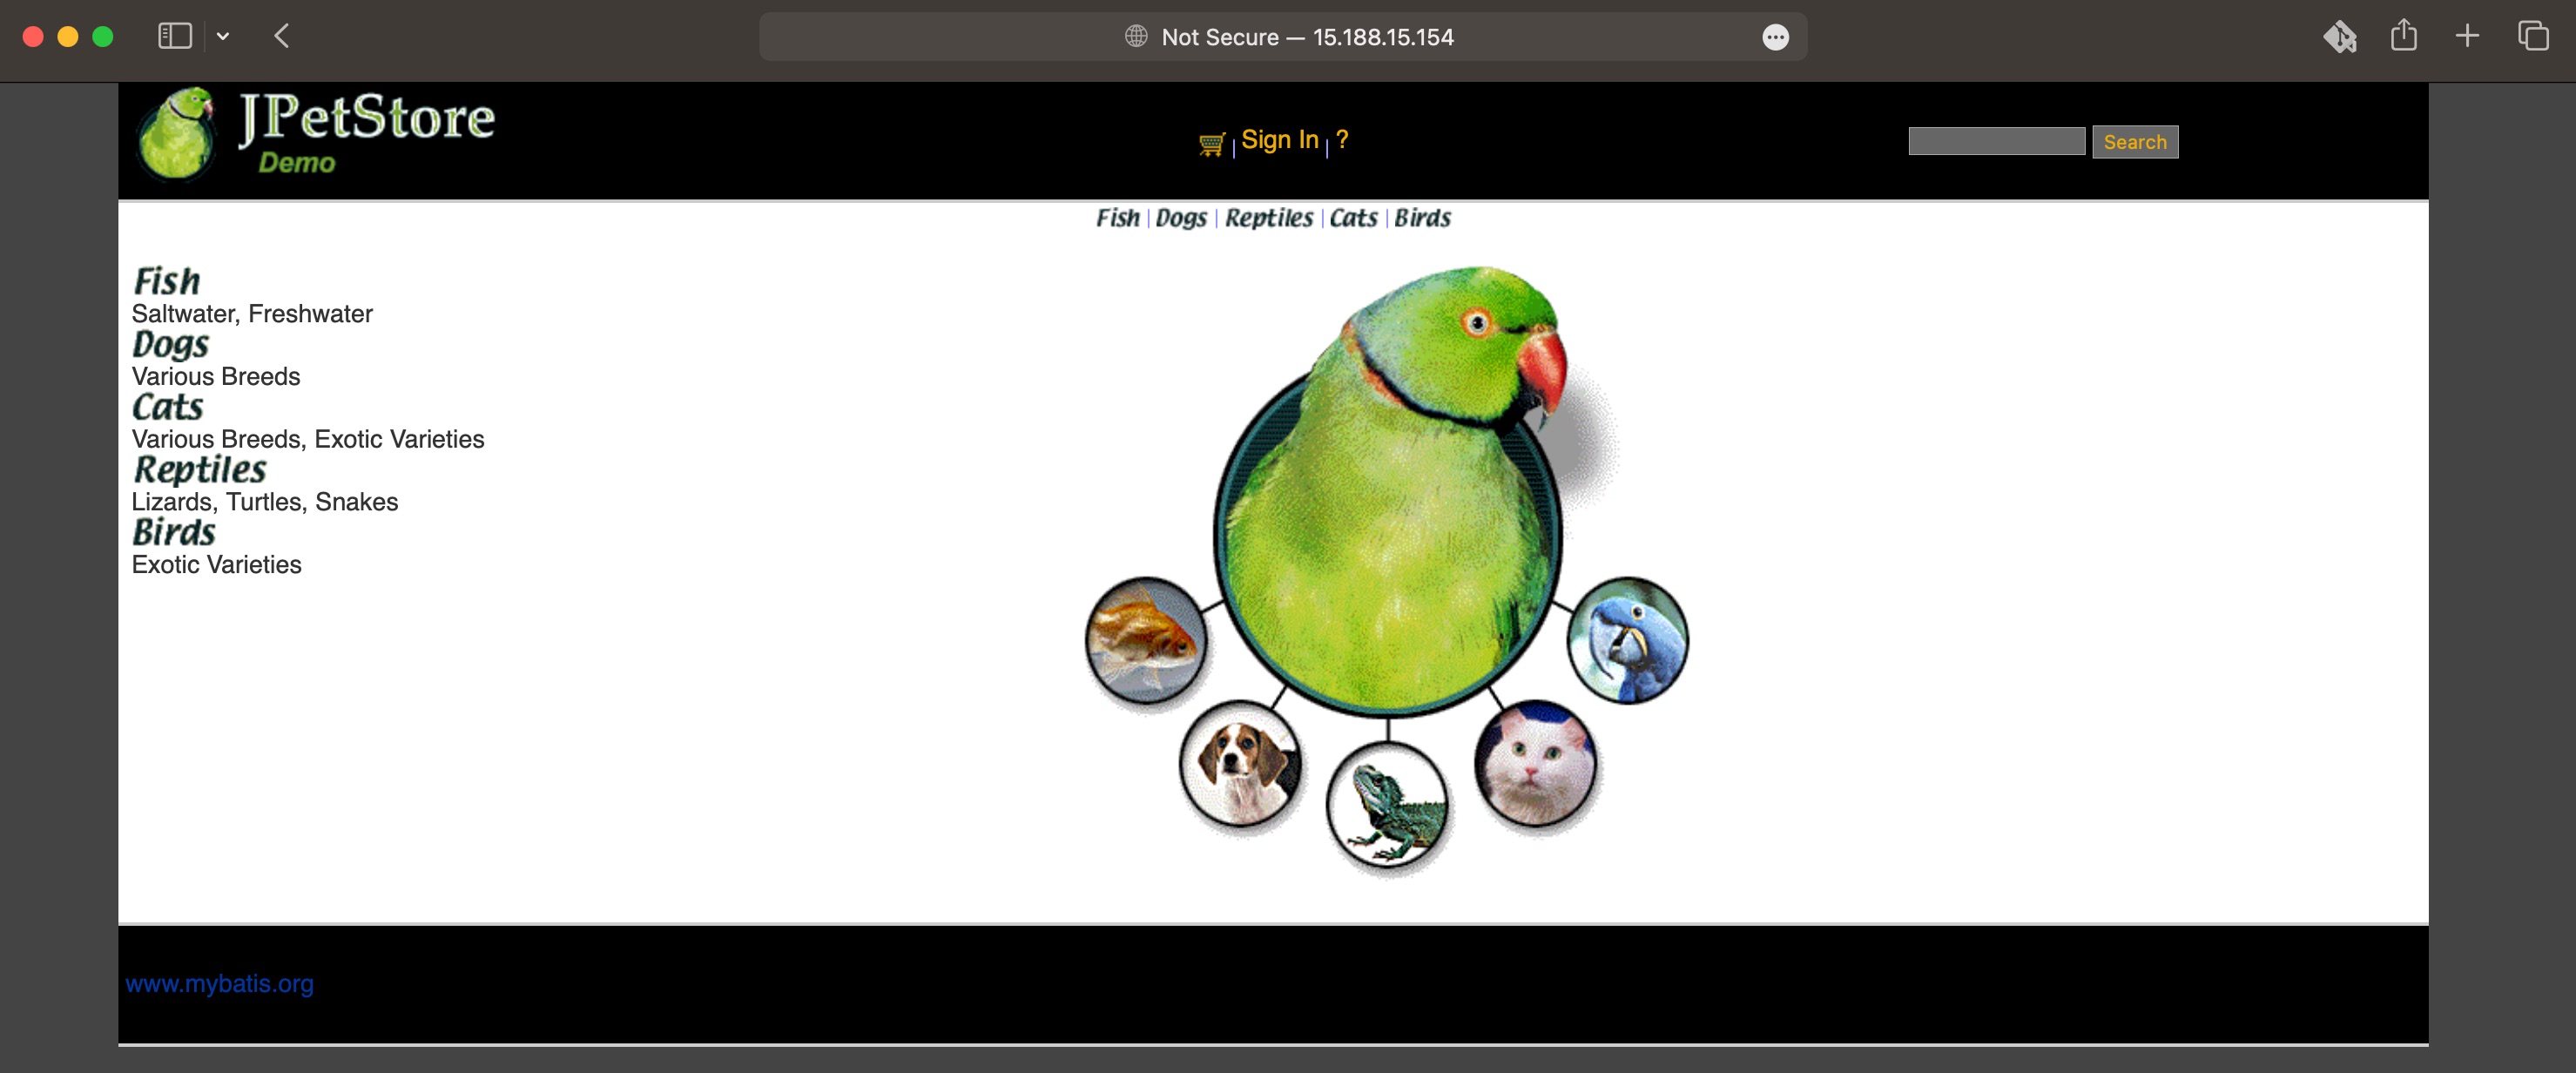 Not Secure — 15.188.15.154
JPetStore
Demo
Sign In | ?
Search
Fish | Dogs | Reptiles | Cats | Birds
Fish
Saltwater, Freshwater
Dogs
Various Breeds
Cats
Various Breeds, Exotic Varieties
Reptiles
Lizards, Turtles, Snakes
Birds
Exotic Varieties
www.mybatis.org